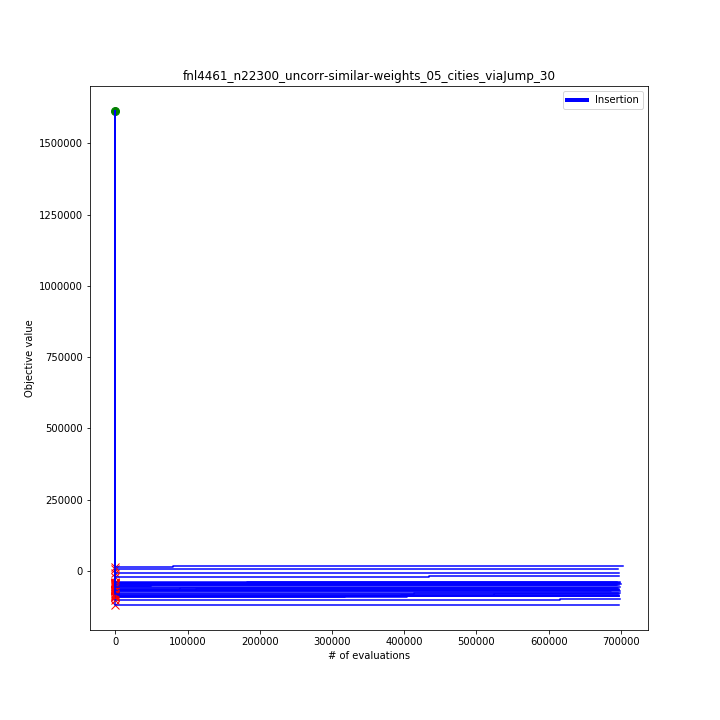 fnl4461_n22300_uncorr-similar-weights_05_cities_viaJump_30
Insertion
1500000
1250000
1000000
750000
500000
250000
0
Objective value
0 100000 200000 300000 400000 500000 600000 700000
# of evaluations